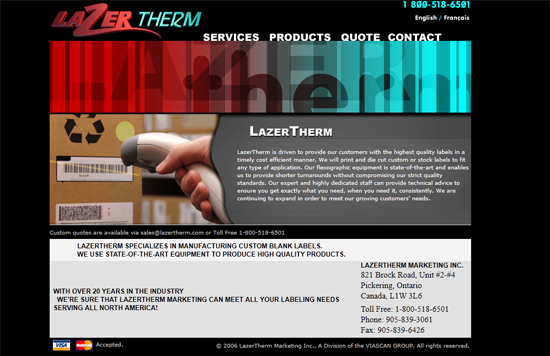 LAZER THERM
1 800-518-6501
English / Français
SERVICES PRODUCTS QUOTE CONTACT
LAZERTHERM
LazerTherm is driven to provide our customers with the highest quality labels in a
timely cost efficient manner. We will print and die cut custom or stock labels to fit
any type of application. Our flexographic equipment is state-of-the-art and enables
us to provide shorter turnarounds without compromising our strict quality
standards. Our expert and highly dedicated staff can provide technical advice to
ensure you get exactly what you need, when you need it, consistently. We are
continuing to expand in order to meet our growing customers' needs.
Custom quotes are available via sales@lazertherm.com or Toll Free 1-800-518-6501
LAZERTHERM SPECIALIZES IN MANUFACTURING CUSTOM BLANK LABELS.
WE USE STATE-OF-THE-ART EQUIPMENT TO PRODUCE HIGH QUALITY PRODUCTS.
WITH OVER 20 YEARS IN THE INDUSTRY
WE'RE SURE THAT LAZERTHERM MARKETING CAN MEET ALL YOUR LABELING NEEDS
SERVING ALL NORTH AMERICA!
LAZERTHERM MARKETING INC.
821 Brock Road, Unit #2-#4
Pickering, Ontario
Canada, L1W 3L6
Toll Free: 1-800-518-6501
Phone: 905-839-3061
Fax: 905-839-6426
VISA MasterCard Accepted.
© 2006 LazerTherm Marketing Inc., A Division of the VIASCAN GROUP, All rights reserved.